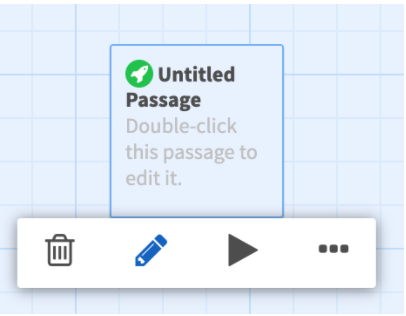 Untitled
Passage
Double-click
this passage to
edit it.